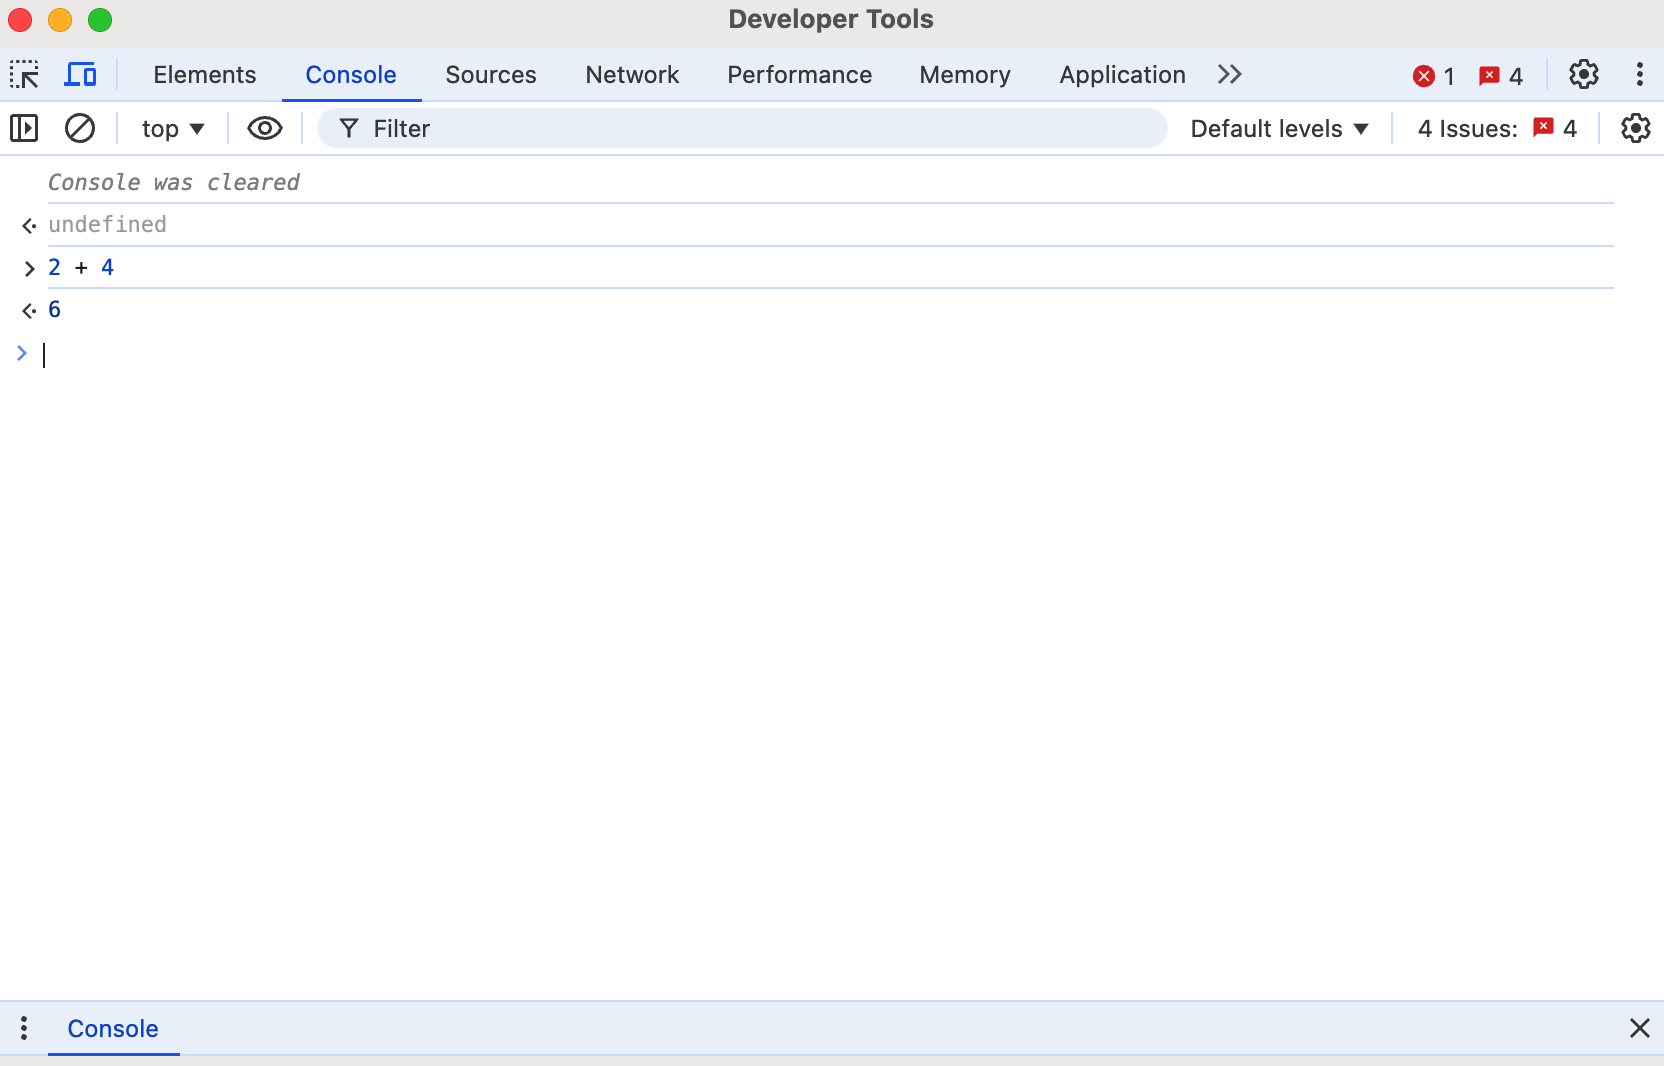 Developer Tools
Elements Console Sources Network Performance Memory Application 1 4
top Filter Default levels 4 Issues: 4
Console was cleared
undefined
2 + 4
6
Console